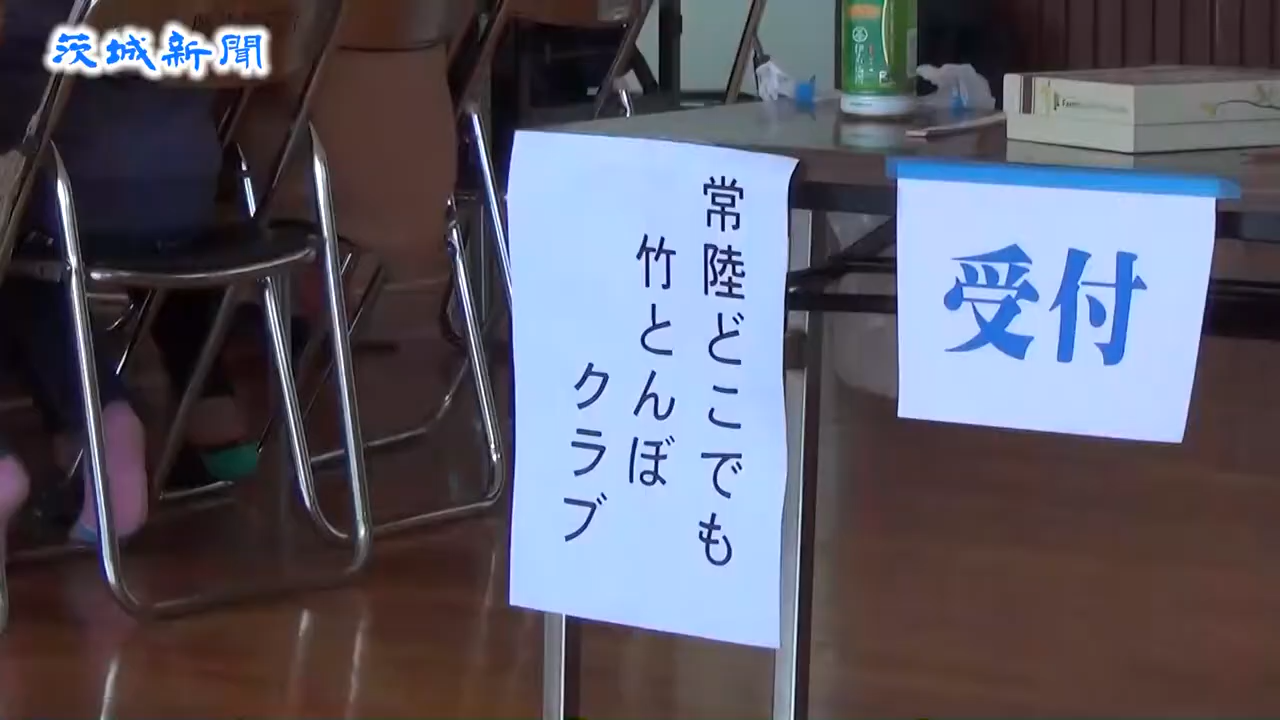 茨城新聞
常陸どこでも
竹とんぼ
クラブ
受付